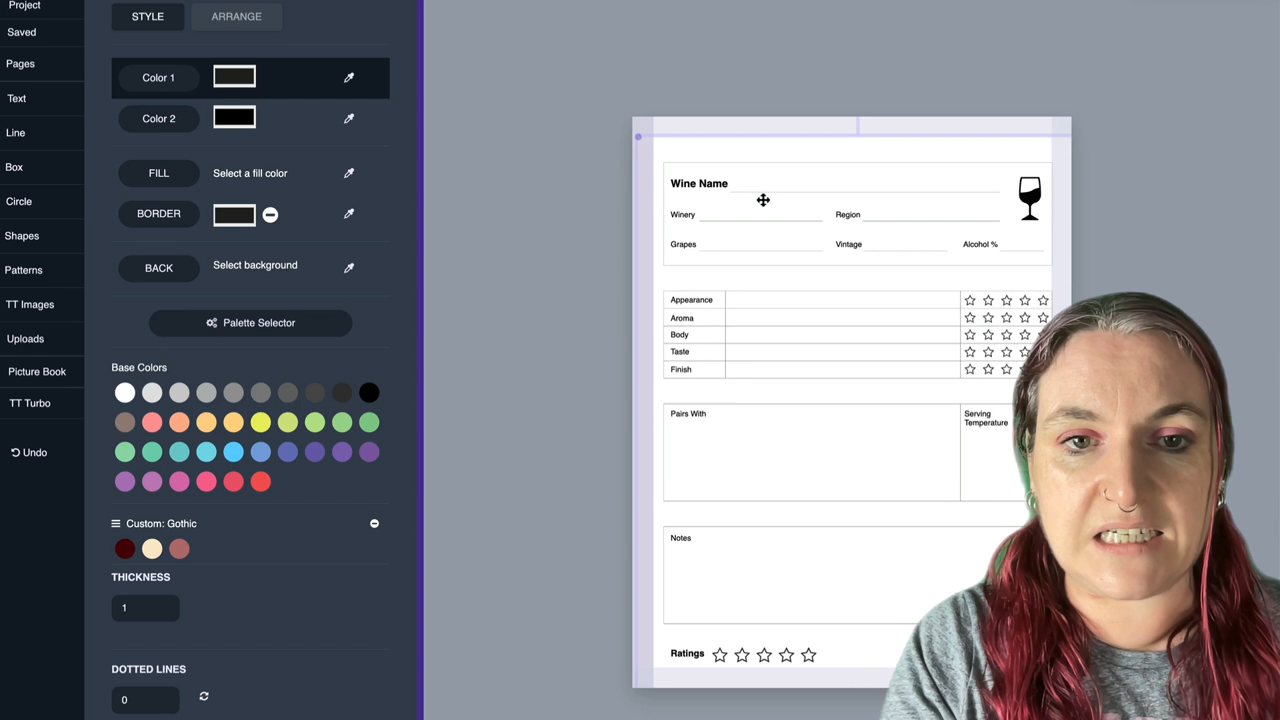 Project
Saved
Pages
Text
Line
Box
Circle
Shapes
Patterns
TT Images
Uploads
Picture Book
TT Turbo
Undo
STYLE ARRANGE
Color 1
Color 2
FILL Select a fill color
BORDER
BACK Select background
Palette Selector
Base Colors
Custom: Gothic
THICKNESS
1
DOTTED LINES
0
Wine Name
Winery Region
Grapes Vintage Alcohol %
Appearance
Aroma
Body
Taste
Finish
Pairs With Serving
Temperature
Notes
Ratings